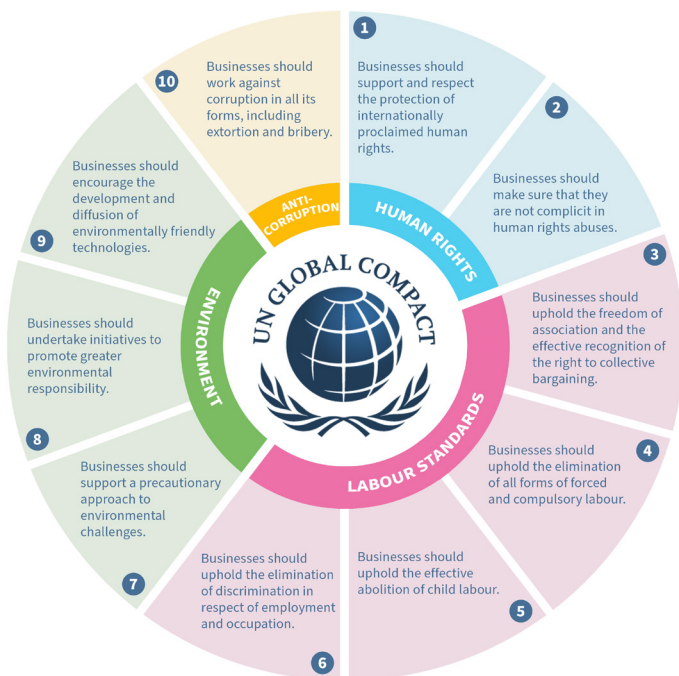 1
Businesses should
support and respect
the protection of
internationally
proclaimed human
rights.
2
Businesses should
make sure that they
are not complicit in
human rights abuses.
HUMAN RIGHTS
3
Businesses should
uphold the freedom of
association and the
effective recognition of
the right to collective
bargaining.
4
Businesses should
uphold the elimination
of all forms of forced
and compulsory labour.
5
Businesses should
uphold the effective
abolition of child labour.
6
Businesses should
uphold the elimination
of discrimination in
respect of employment
and occupation.
LABOUR STANDARDS
7
Businesses should
support a precautionary
approach to
environmental
challenges.
8
Businesses should
undertake initiatives to
promote greater
environmental
responsibility.
9
Businesses should
encourage the
development and
diffusion of
environmentally friendly
technologies.
ENVIRONMENT
10
Businesses should
work against
corruption in all its
forms, including
extortion and bribery.
ANTI-
CORRUPTION
UN GLOBAL COMPACT